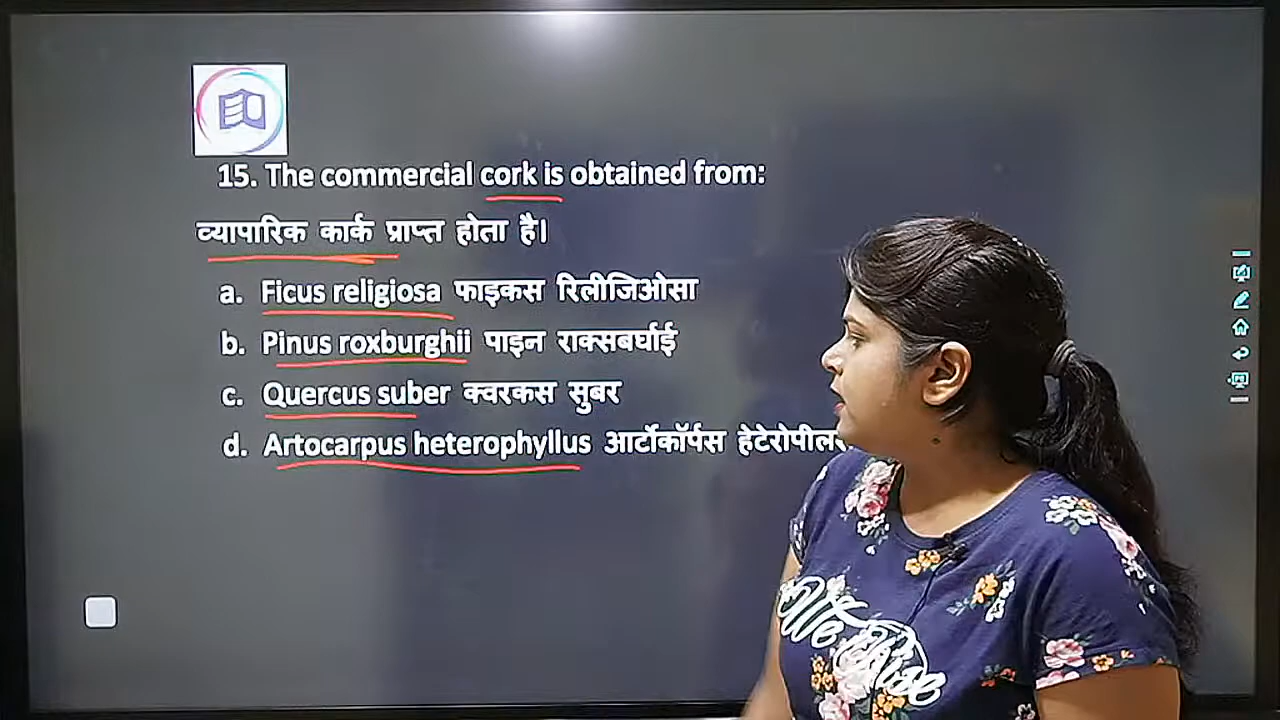 15. The commercial cork is obtained from:
व्यापारिक कार्क प्राप्त होता है।
a. Ficus religiosa फाइकस रिलीजिओसा
b. Pinus roxburghii पाइन राक्सबर्घाई
c. Quercus suber क्वरकस सुबर
d. Artocarpus heterophyllus आर्टोकॉर्पस
We